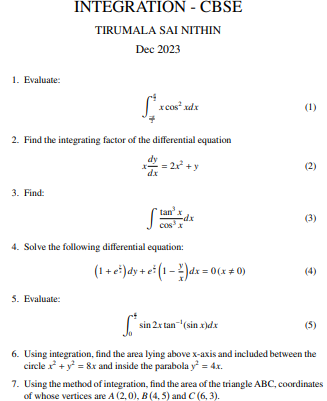 INTEGRATION - CBSE
TIRUMALA SAI NITHIN
Dec 2023
1. Evaluate:
∫_{-π/2}^{π/2} x cos² xdx (1)
2. Find the integrating factor of the differential equation
x dy/dx = 2x² + y (2)
3. Find:
∫ tan³ x / cos³ x dx (3)
4. Solve the following differential equation:
(1 + e^{y/x}) dy + e^{y/x} (1 − y/x) dx = 0 (x ≠ 0) (4)
5. Evaluate:
∫_0^{π/2} sin 2x tan⁻¹ (sin x)dx (5)
6. Using integration, find the area lying above x-axis and included between the
circle x² + y² = 8x and inside the parabola y² = 4x.
7. Using the method of integration, find the area of the triangle ABC, coordinates
of whose vertices are A (2, 0), B (4, 5) and C (6, 3).